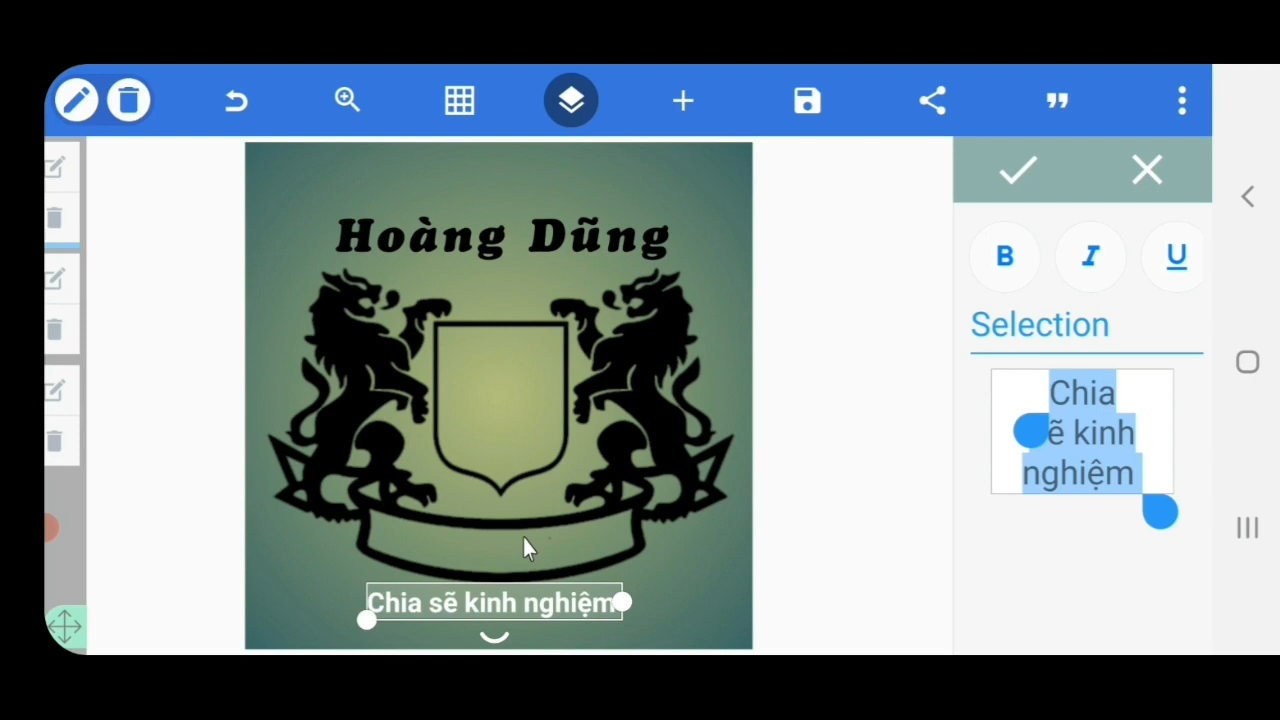 Hoàng Dũng
B
I
U
Selection
Chia
ẽ kinh
nghiệm
Chia sẽ kinh nghiệm